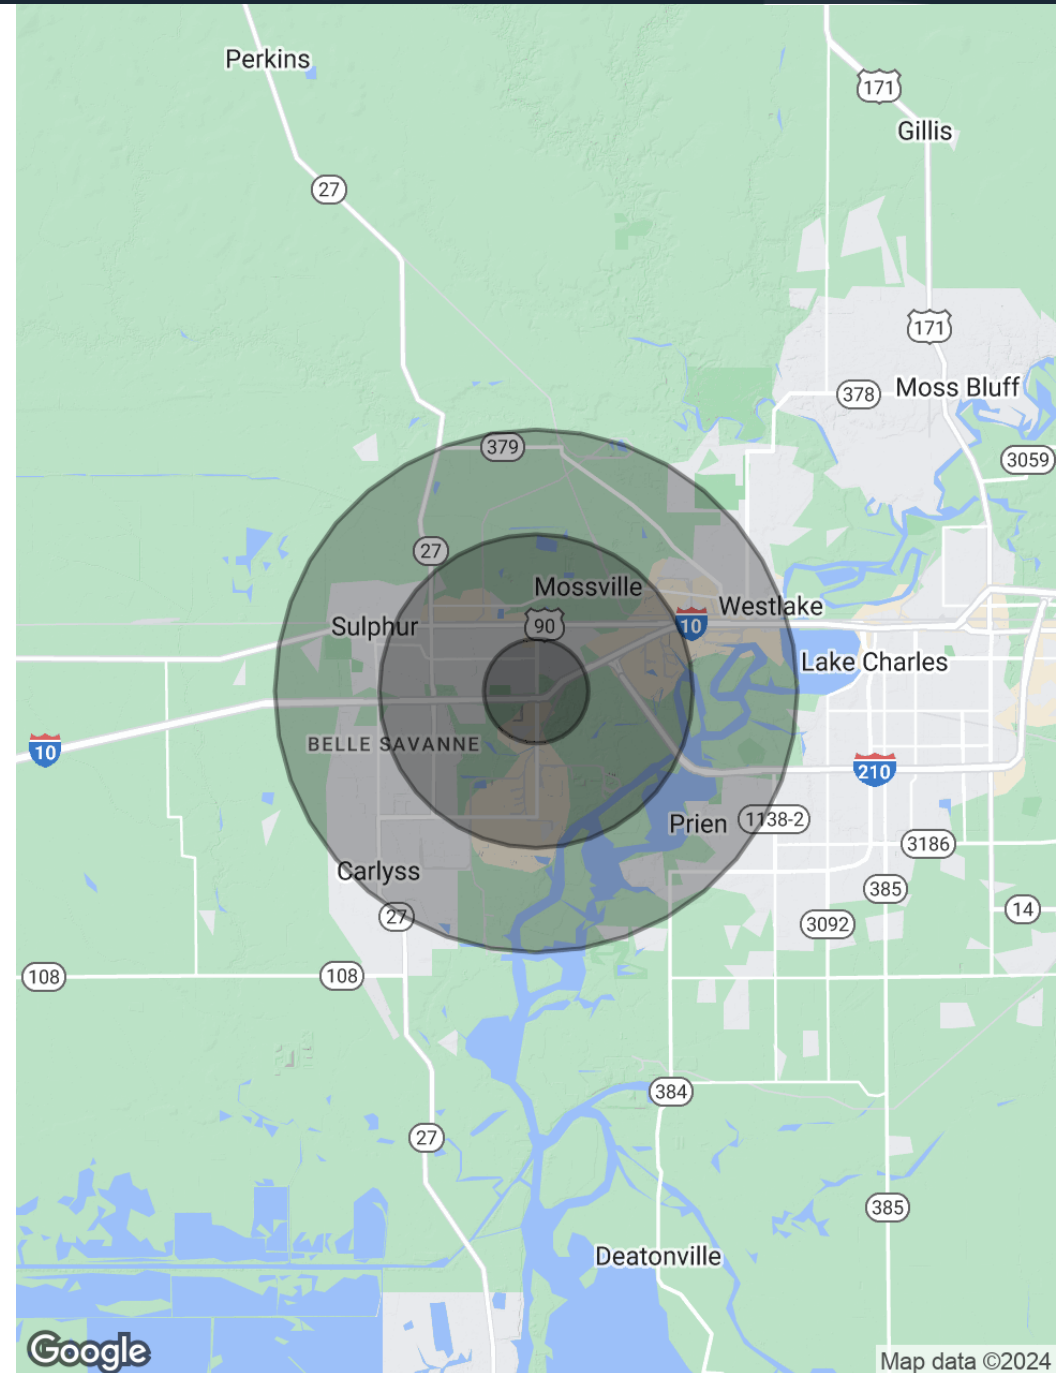 Perkins
171
Gillis
27
171
378
Moss Bluff
379
3059
27
Mossville
Westlake
Sulphur
90
10
Lake Charles
BELLE SAVANNE
10
210
Prien
1138-2
3186
Carlyss
385
27
3092
14
108
108
384
27
385
Deatonville
Google
Map data ©2024